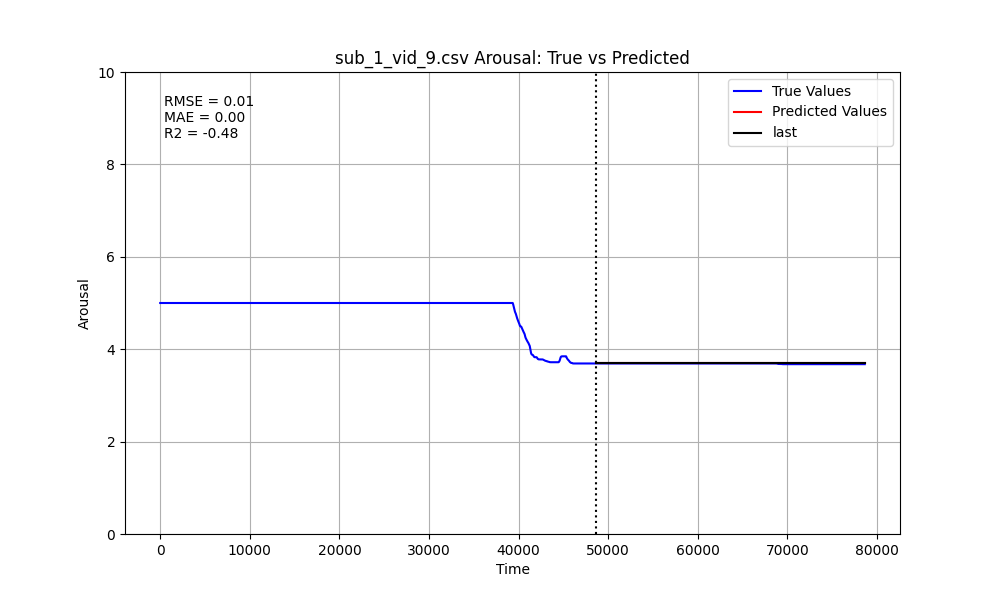 sub_1_vid_9.csv Arousal: True vs Predicted
RMSE = 0.01
MAE = 0.00
R2 = -0.48
True Values
Predicted Values
last
10
8
6
4
2
0
Arousal
0
10000
20000
30000
40000
50000
60000
70000
80000
Time